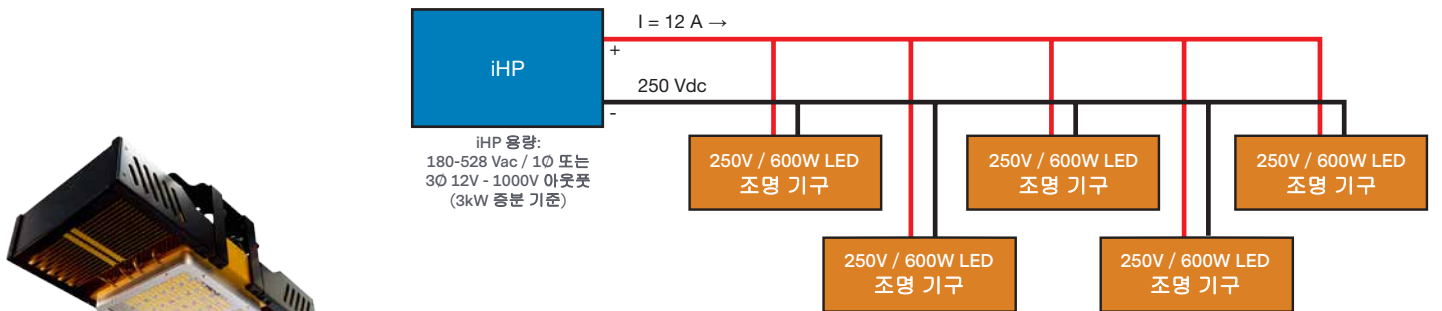 I = 12 A →
+
iHP
250 Vdc
-
iHP 용량:
180-528 Vac / 1Ø 또는
3Ø 12V - 1000V 아웃풋
(3kW 증분 기준)
250V / 600W LED
조명 기구
250V / 600W LED
조명 기구
250V / 600W LED
조명 기구
250V / 600W LED
조명 기구
250V / 600W LED
조명 기구